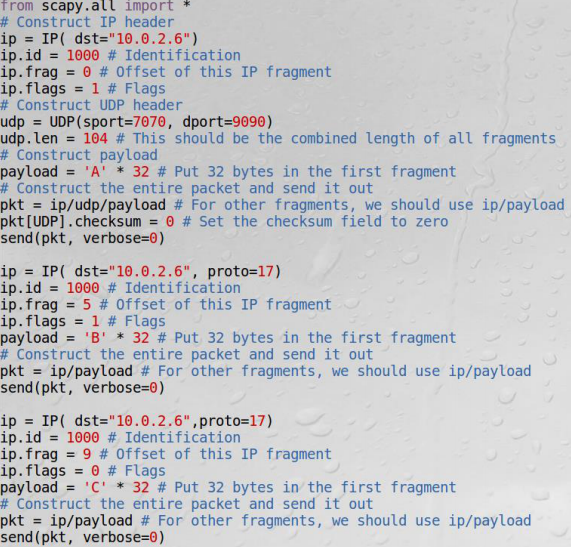 from scapy.all import *
# Construct IP header
ip = IP( dst="10.0.2.6")
ip.id = 1000 # Identification
ip.frag = 0 # Offset of this IP fragment
ip.flags = 1 # Flags
# Construct UDP header
udp = UDP(sport=7070, dport=9090)
udp.len = 104 # This should be the combined length of all fragments
# Construct payload
payload = 'A' * 32 # Put 32 bytes in the first fragment
# Construct the entire packet and send it out
pkt = ip/udp/payload # For other fragments, we should use ip/payload
pkt[UDP].checksum = 0 # Set the checksum field to zero
send(pkt, verbose=0)
ip = IP( dst="10.0.2.6", proto=17)
ip.id = 1000 # Identification
ip.frag = 5 # Offset of this IP fragment
ip.flags = 1 # Flags
payload = 'B' * 32 # Put 32 bytes in the first fragment
# Construct the entire packet and send it out
pkt = ip/payload # For other fragments, we should use ip/payload
send(pkt, verbose=0)
ip = IP( dst="10.0.2.6",proto=17)
ip.id = 1000 # Identification
ip.frag = 9 # Offset of this IP fragment
ip.flags = 0 # Flags
payload = 'C' * 32 # Put 32 bytes in the first fragment
# Construct the entire packet and send it out
pkt = ip/payload # For other fragments, we should use ip/payload
send(pkt, verbose=0)